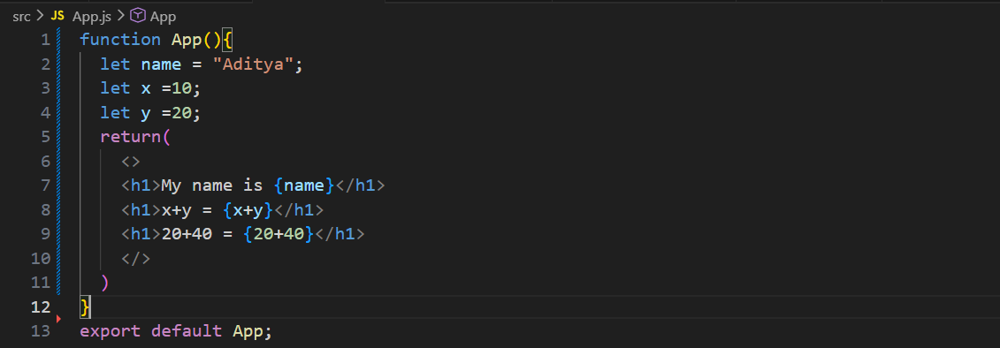 src > JS App.js > App
1 function App(){
2 let name = "Aditya";
3 let x =10;
4 let y =20;
5 return(
6 <>
7 <h1>My name is {name}</h1>
8 <h1>x+y = {x+y}</h1>
9 <h1>20+40 = {20+40}</h1>
10 </>
11 )
12 }
13 export default App;